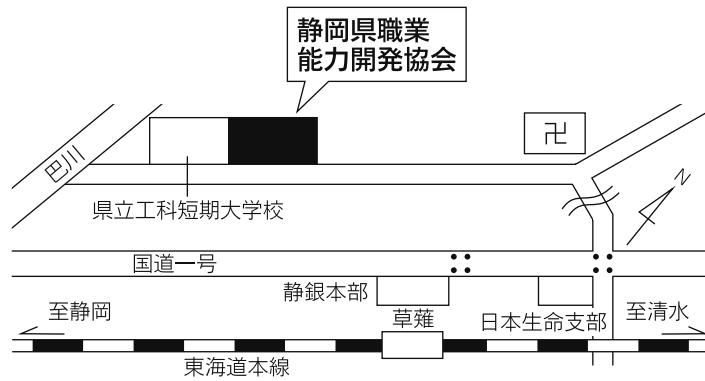 静岡県職業
能力開発協会
卍
巴川
N
県立工科短期大学校
国道一号
静銀本部
至静岡
草薙
日本生命支部
至清水
東海道本線